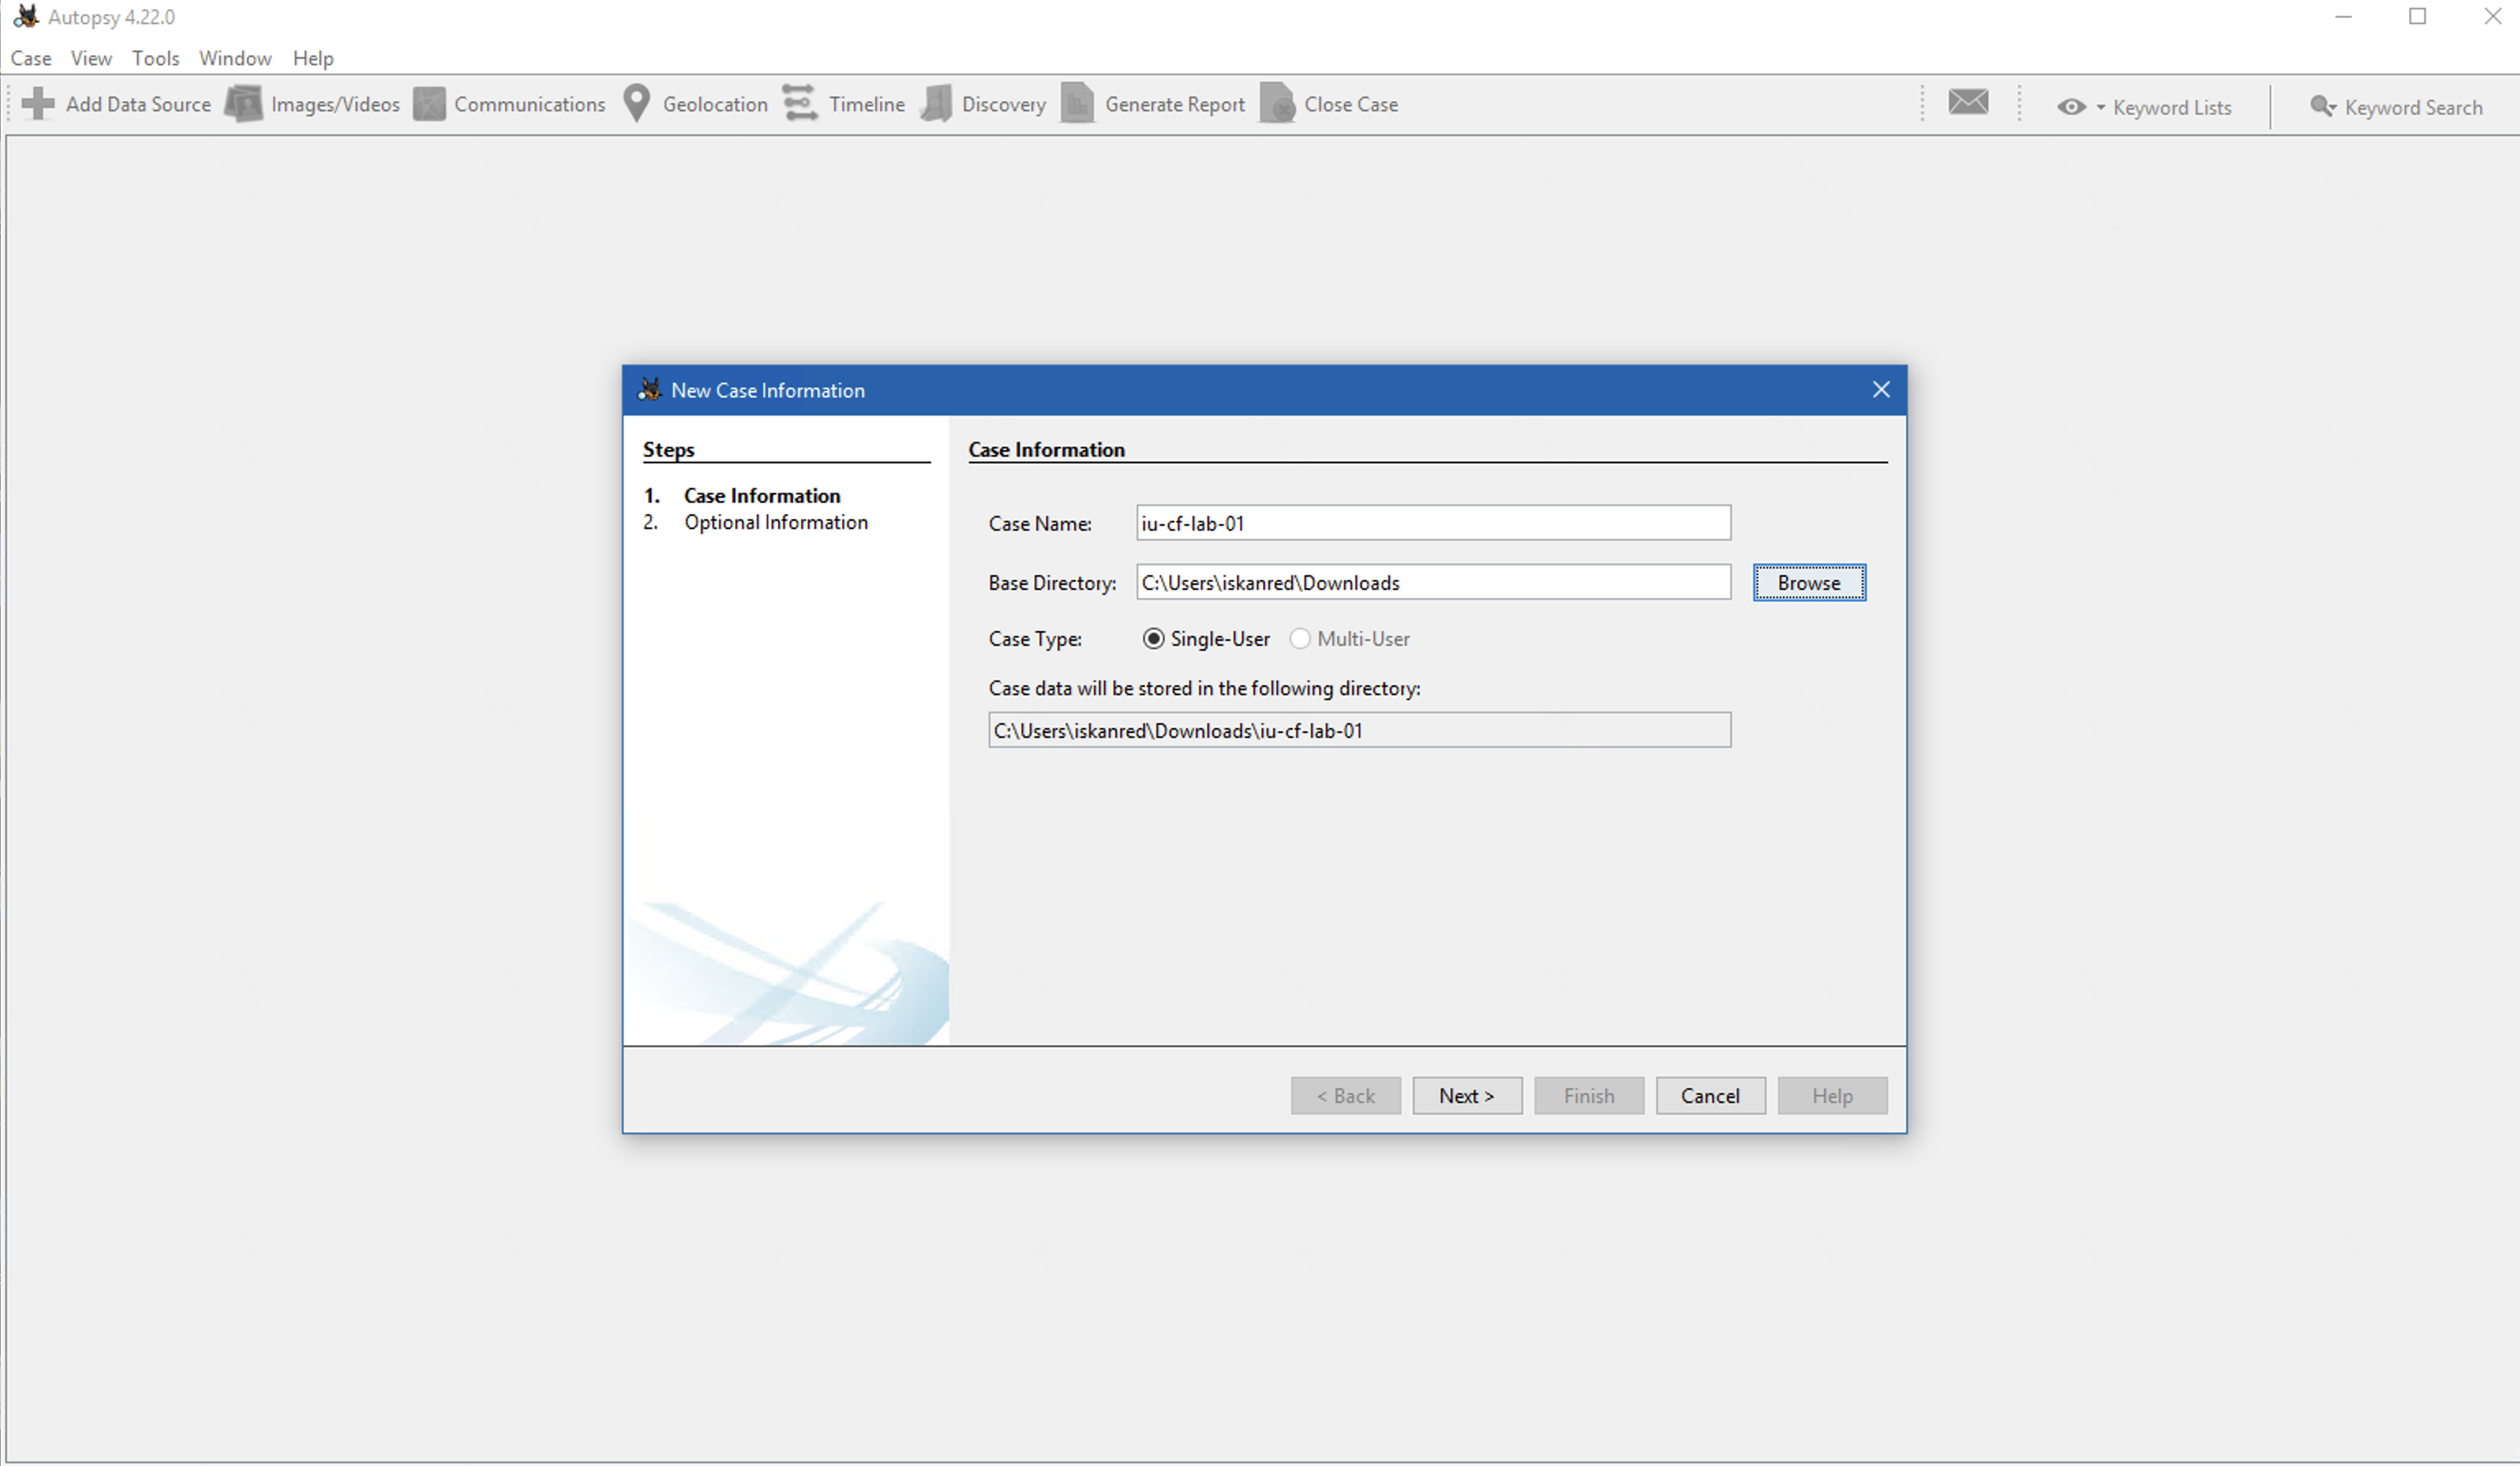 Autopsy 4.22.0
Case View Tools Window Help
Add Data Source Images/Videos Communications Geolocation Timeline Discovery Generate Report Close Case Keyword Lists Keyword Search
New Case Information
Steps
1. Case Information
2. Optional Information
Case Information
Case Name: iu-cf-lab-01
Base Directory: C:\Users\iskanred\Downloads Browse
Case Type: Single-User Multi-User
Case data will be stored in the following directory:
C:\Users\iskanred\Downloads\iu-cf-lab-01
< Back Next > Finish Cancel Help